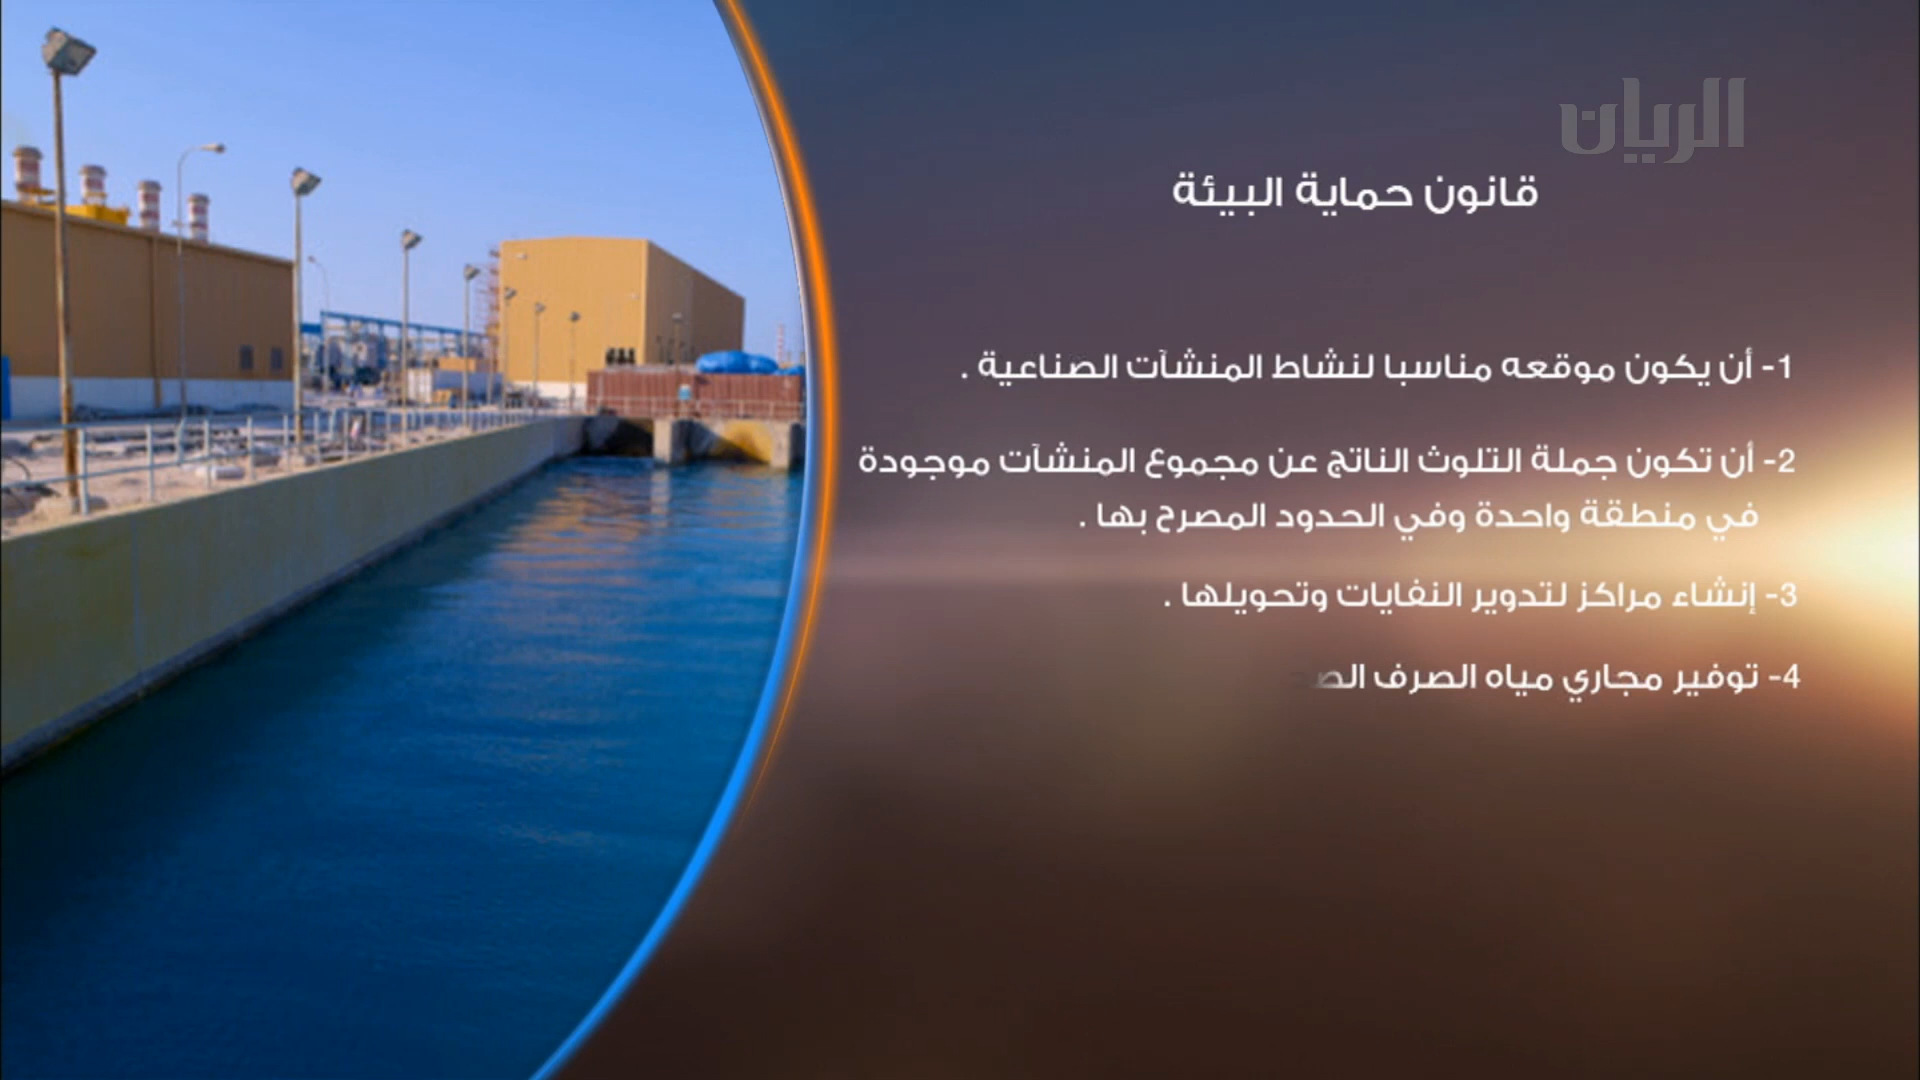 الريان
قانون حماية البيئة
1- أن يكون موقعه مناسبا لنشاط المنشآت الصناعية .
2- أن تكون جملة التلوث الناتج عن مجموع المنشآت موجودة
في منطقة واحدة وفي الحدود المصرح بها .
3- إنشاء مراكز لتدوير النفايات وتحويلها .
4- توفير مجاري مياه الصرف